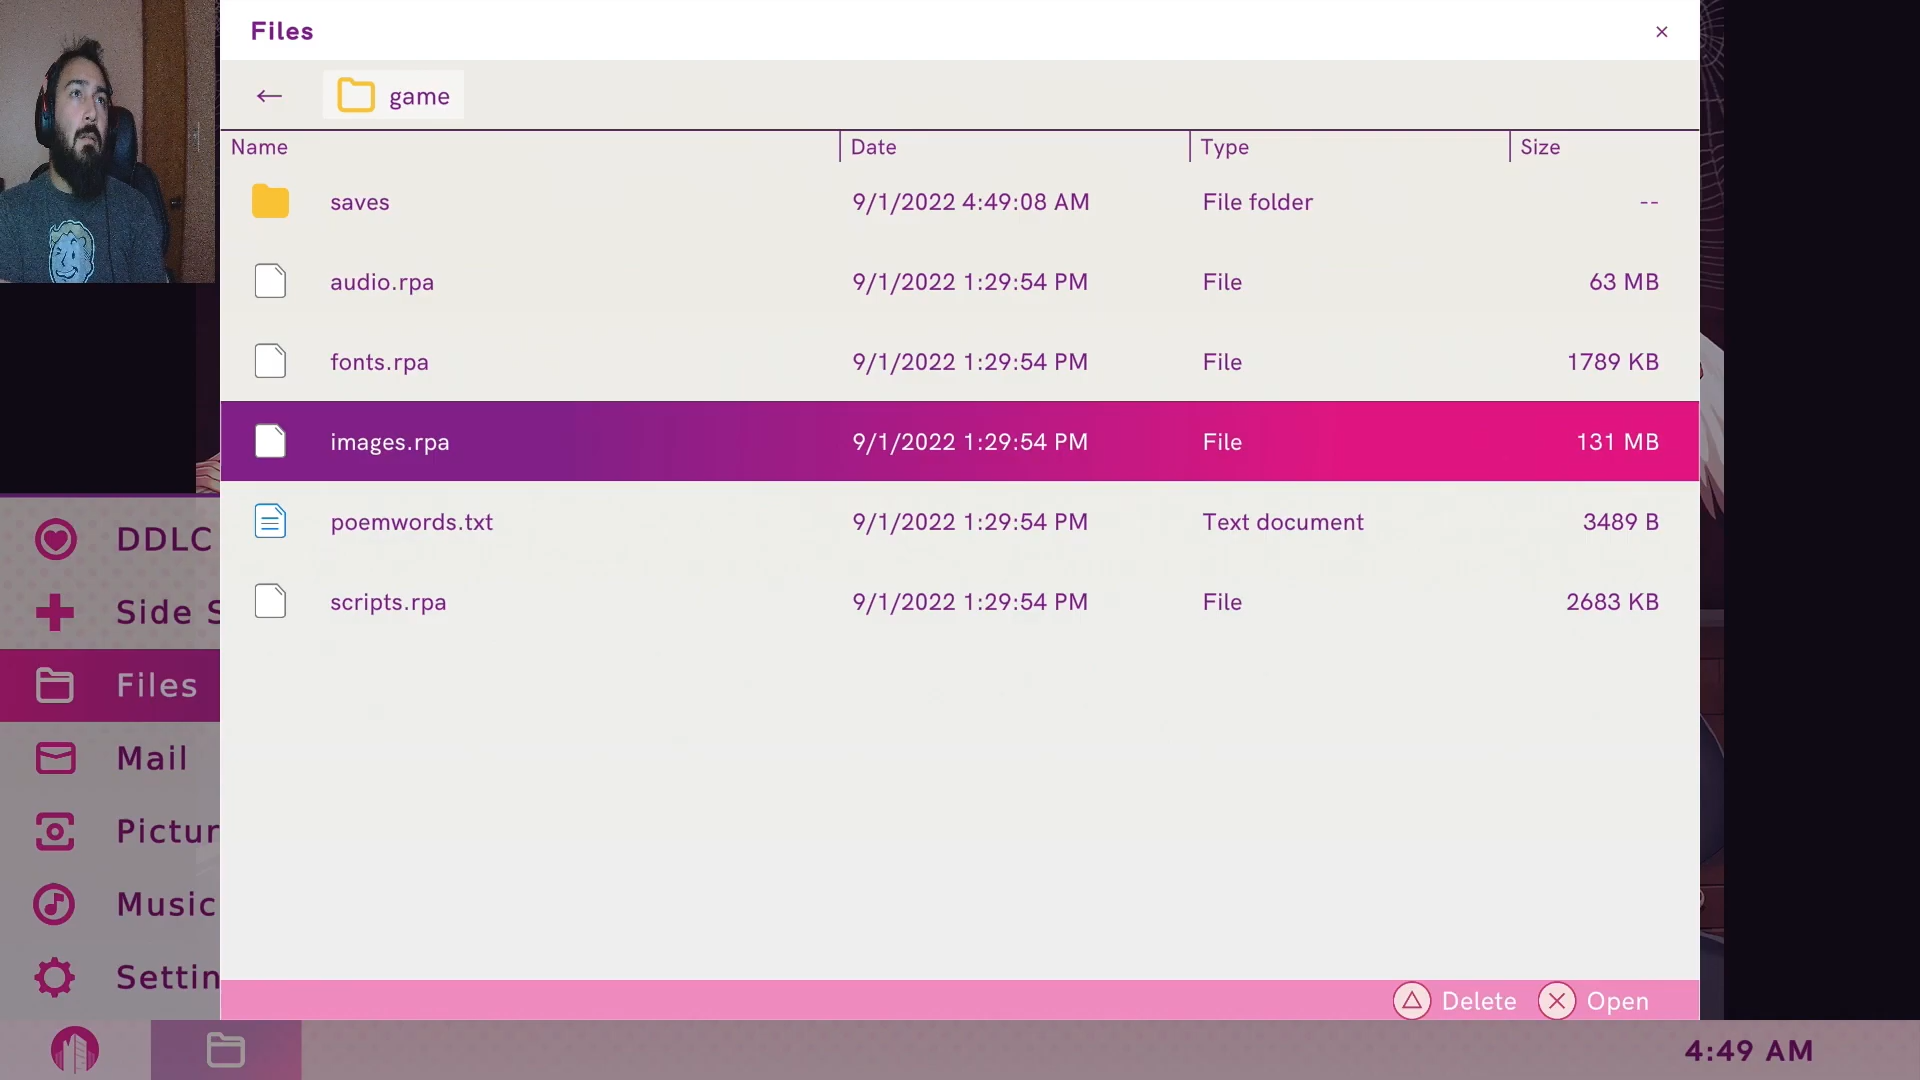 Files
×
← game
Name Date Type Size
saves 9/1/2022 4:49:08 AM File folder --
audio.rpa 9/1/2022 1:29:54 PM File 63 MB
fonts.rpa 9/1/2022 1:29:54 PM File 1789 KB
images.rpa 9/1/2022 1:29:54 PM File 131 MB
poemwords.txt 9/1/2022 1:29:54 PM Text document 3489 B
scripts.rpa 9/1/2022 1:29:54 PM File 2683 KB
DDLC
Side S
Files
Mail
Pictur
Music
Settin
Delete Open
4:49 AM